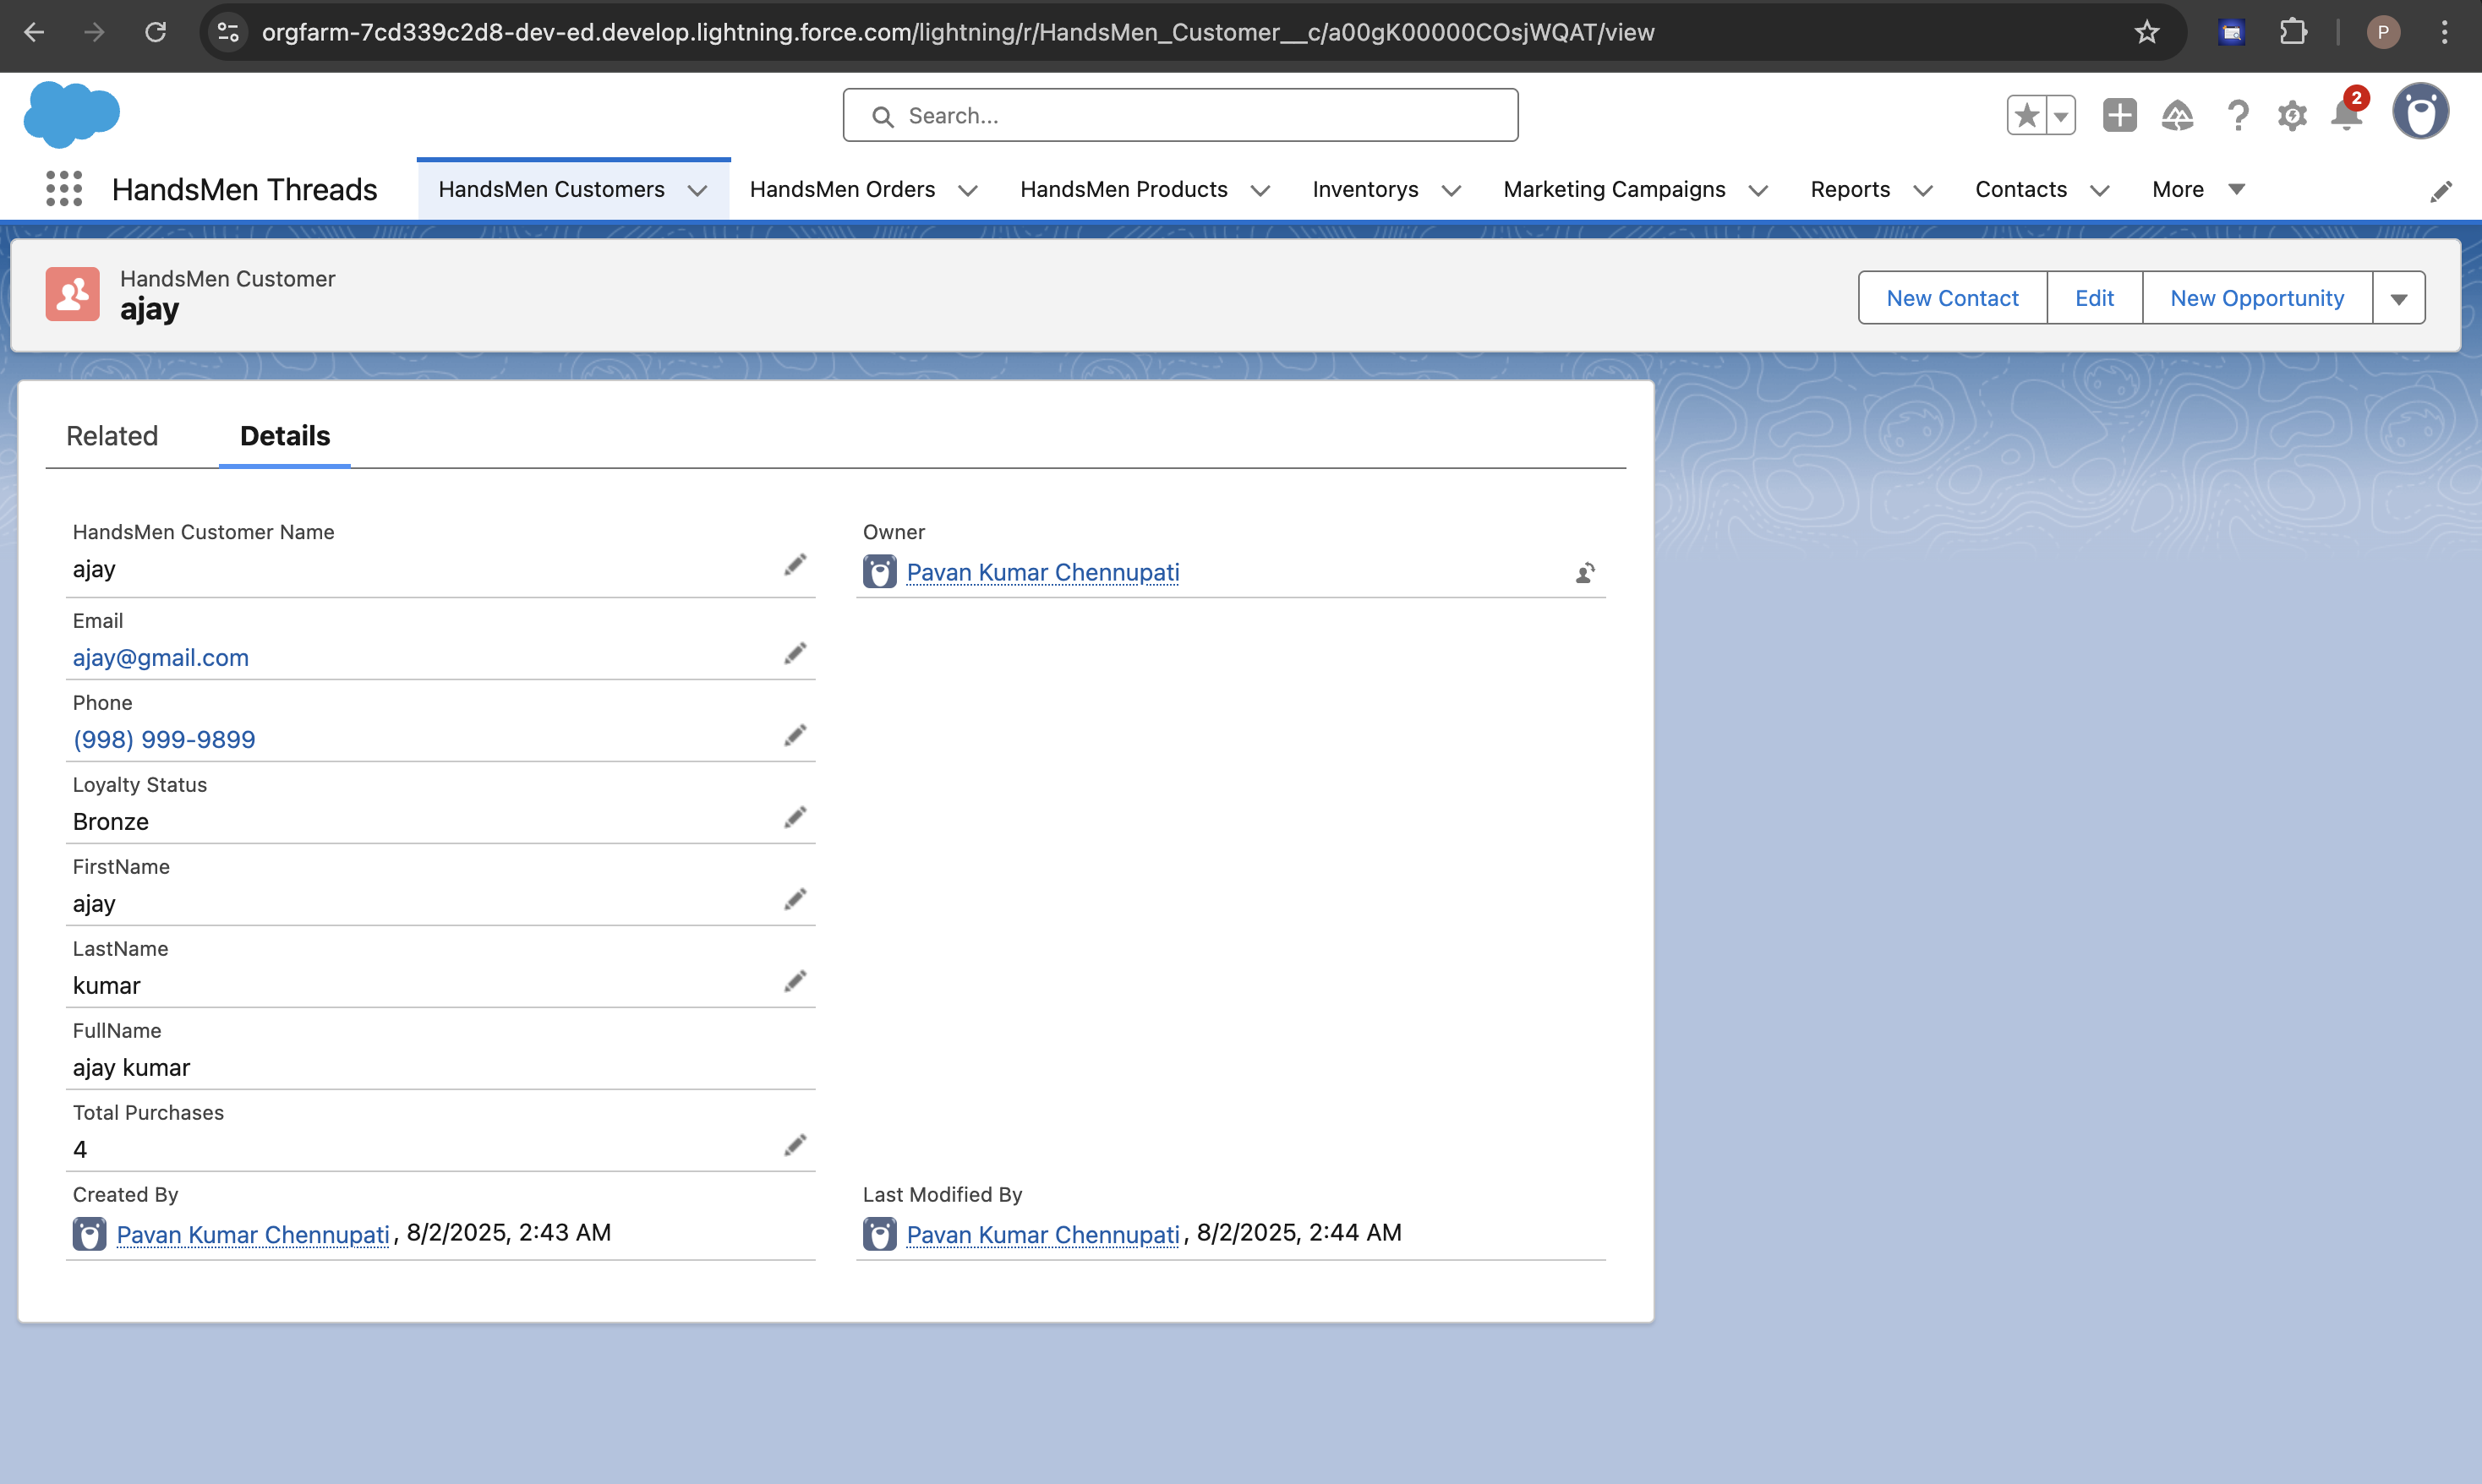 orgfarm-7cd339c2d8-dev-ed.develop.lightning.force.com/lightning/r/HandsMen_Customer__c/a00gK00000COsjWQAT/view
P
Search...
2
HandsMen Threads
HandsMen Customers
HandsMen Orders
HandsMen Products
Inventorys
Marketing Campaigns
Reports
Contacts
More
HandsMen Customer
ajay
New Contact
Edit
New Opportunity
Related
Details
HandsMen Customer Name
ajay
Owner
Pavan Kumar Chennupati
Email
ajay@gmail.com
Phone
(998) 999-9899
Loyalty Status
Bronze
FirstName
ajay
LastName
kumar
FullName
ajay kumar
Total Purchases
4
Created By
Pavan Kumar Chennupati, 8/2/2025, 2:43 AM
Last Modified By
Pavan Kumar Chennupati, 8/2/2025, 2:44 AM